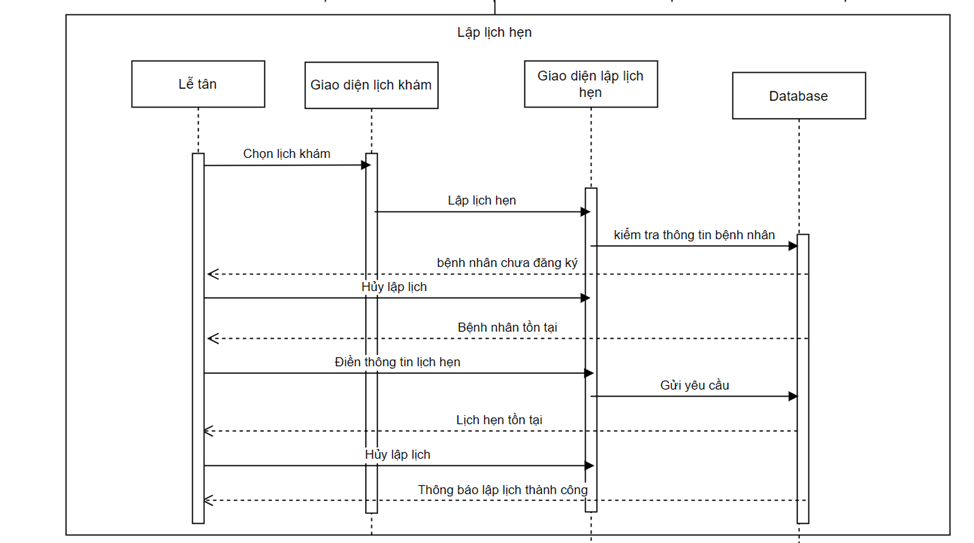 Lập lịch hẹn
Lễ tân
Giao diện lịch khám
Giao diện lập lịch
hẹn
Database
Chọn lịch khám
Lập lịch hẹn
kiểm tra thông tin bệnh nhân
bệnh nhân chưa đăng ký
Hủy lập lịch
Bệnh nhân tồn tại
Điền thông tin lịch hẹn
Gửi yêu cầu
Lịch hẹn tồn tại
Hủy lập lịch
Thông báo lập lịch thành công